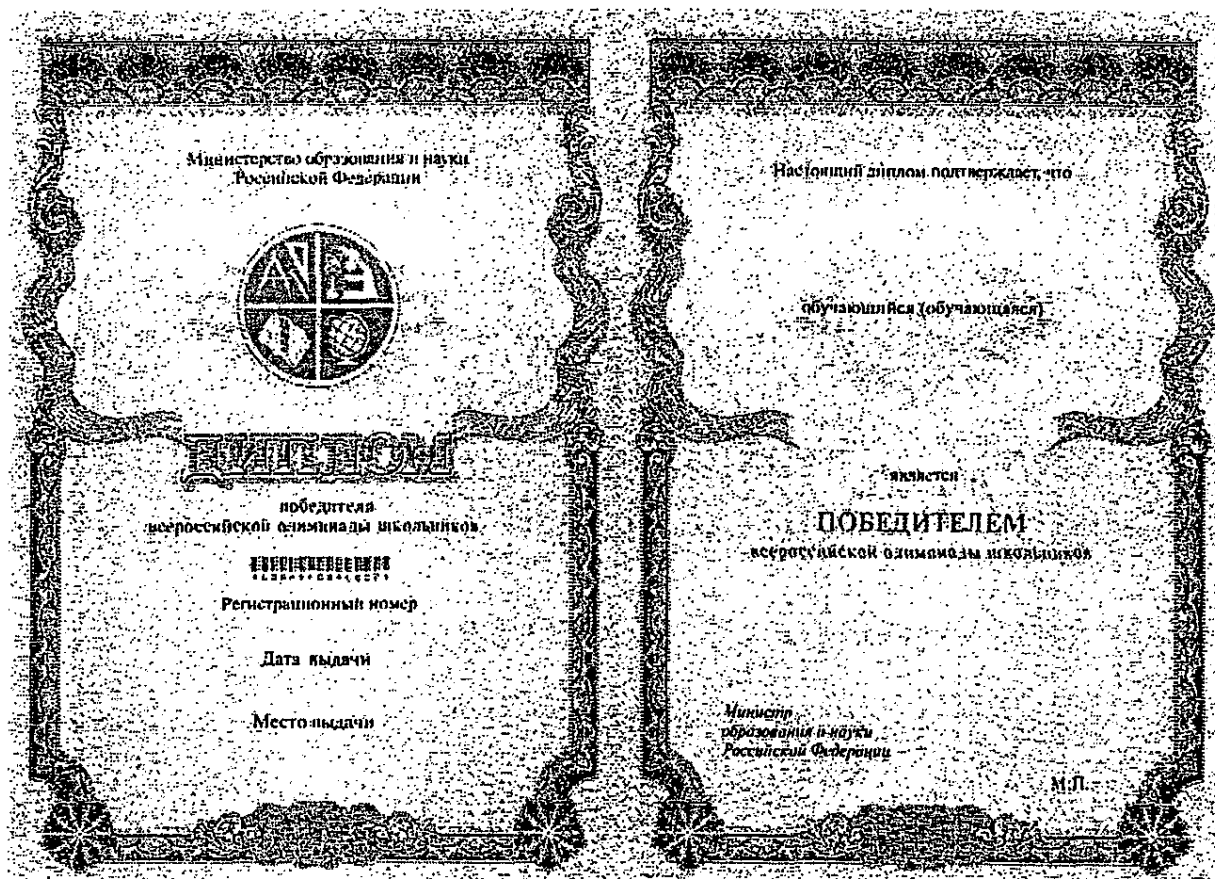 Министерство образования и науки
Российской Федерации
ДИПЛОМ
победителя
всероссийской олимпиады школьников
Регистрационный номер
Дата выдачи
Место выдачи
Настоящий диплом подтверждает, что
обучающийся (обучающаяся)
является
ПОБЕДИТЕЛЕМ
всероссийской олимпиады школьников
Министр
образования и науки
Российской Федерации
М.П.